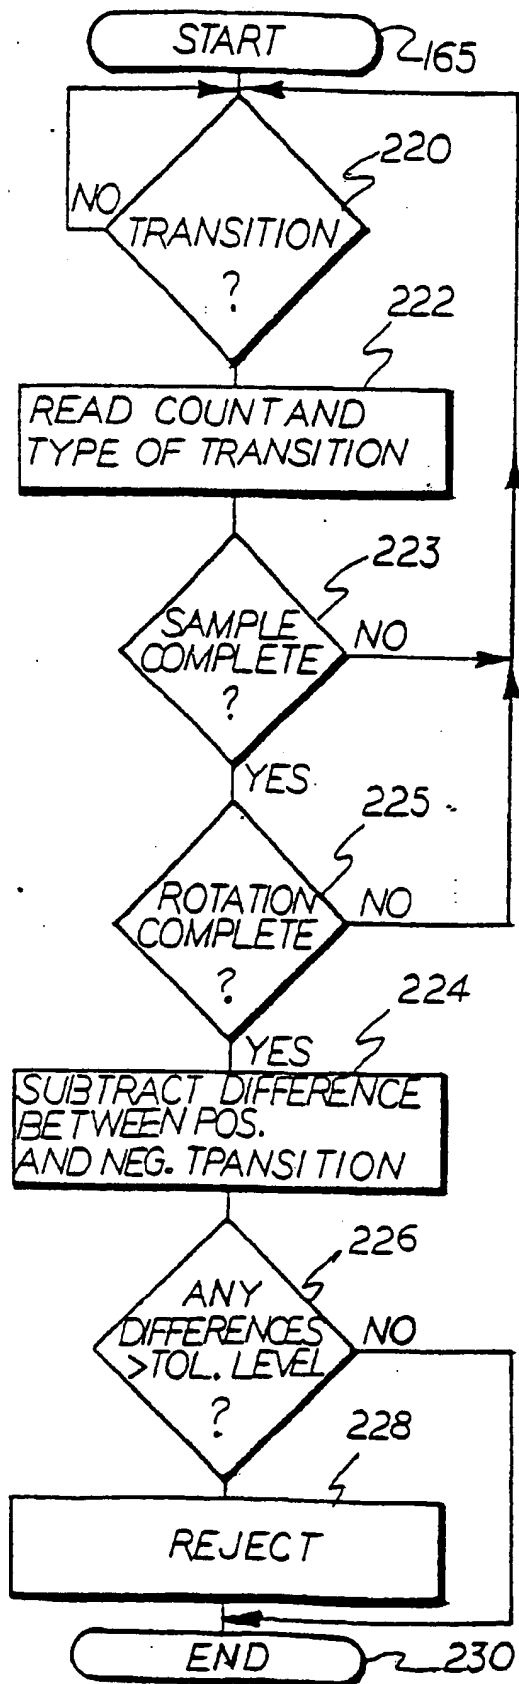 START
165
220
NO
TRANSITION
?
222
READ COUNT AND
TYPE OF TRANSITION
223
SAMPLE
COMPLETE
?
NO
YES
225
ROTATION
COMPLETE
?
NO
224
YES
SUBTRACT DIFFERENCE
BETWEEN POS.
AND NEG. TPANSITION
226
ANY
DIFFERENCES
>TOL. LEVEL
?
NO
228
REJECT
END
230